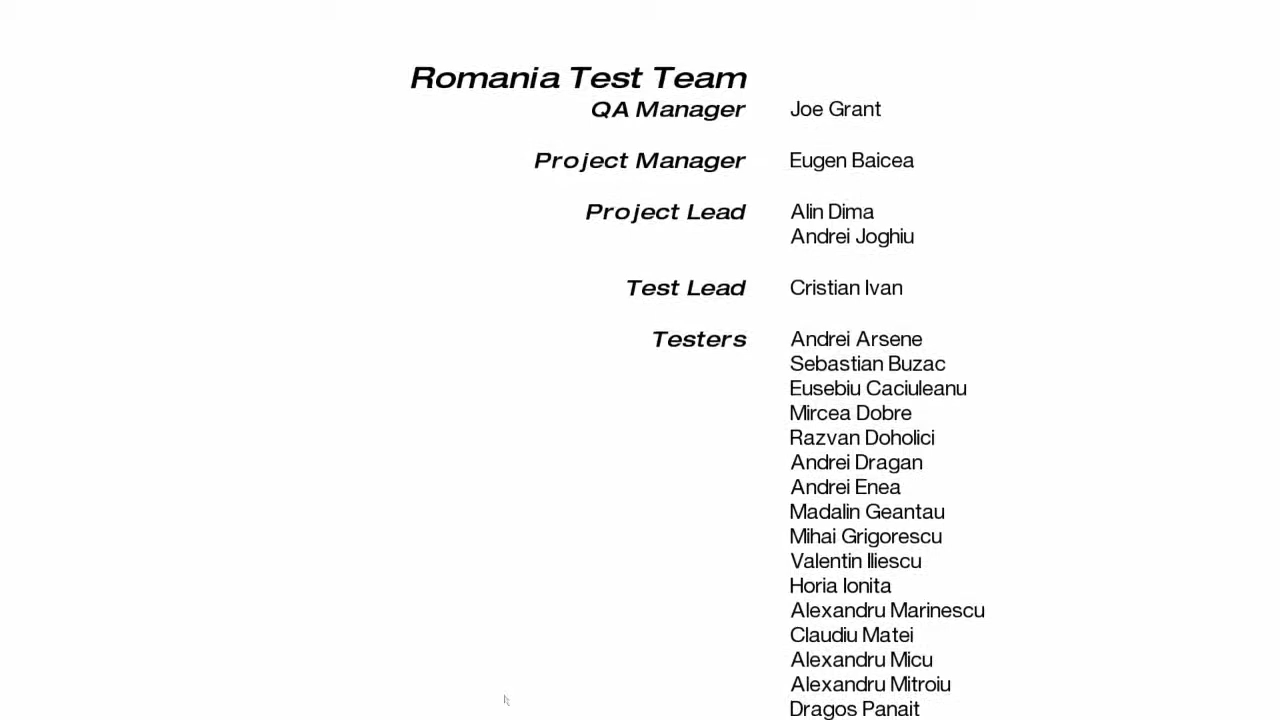 Romania Test Team
QA Manager Joe Grant
Project Manager Eugen Baicea
Project Lead Alin Dima
Andrei Joghiu
Test Lead Cristian Ivan
Testers Andrei Arsene
Sebastian Buzac
Eusebiu Caciuleanu
Mircea Dobre
Razvan Doholici
Andrei Dragan
Andrei Enea
Madalin Geantau
Mihai Grigorescu
Valentin Iliescu
Horia Ionita
Alexandru Marinescu
Claudiu Matei
Alexandru Micu
Alexandru Mitroiu
Dragos Panait